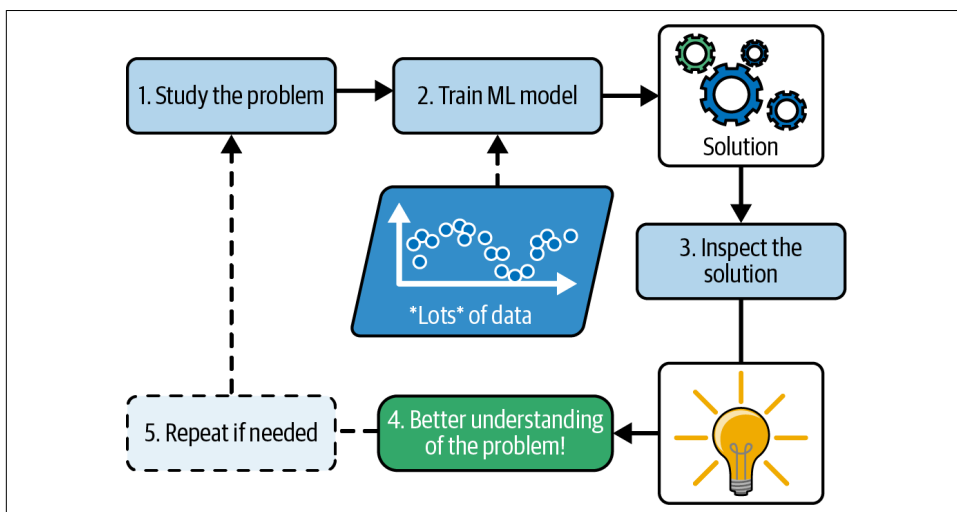 1. Study the problem
2. Train ML model
Solution
*Lots* of data
3. Inspect the
solution
4. Better understanding
of the problem!
5. Repeat if needed